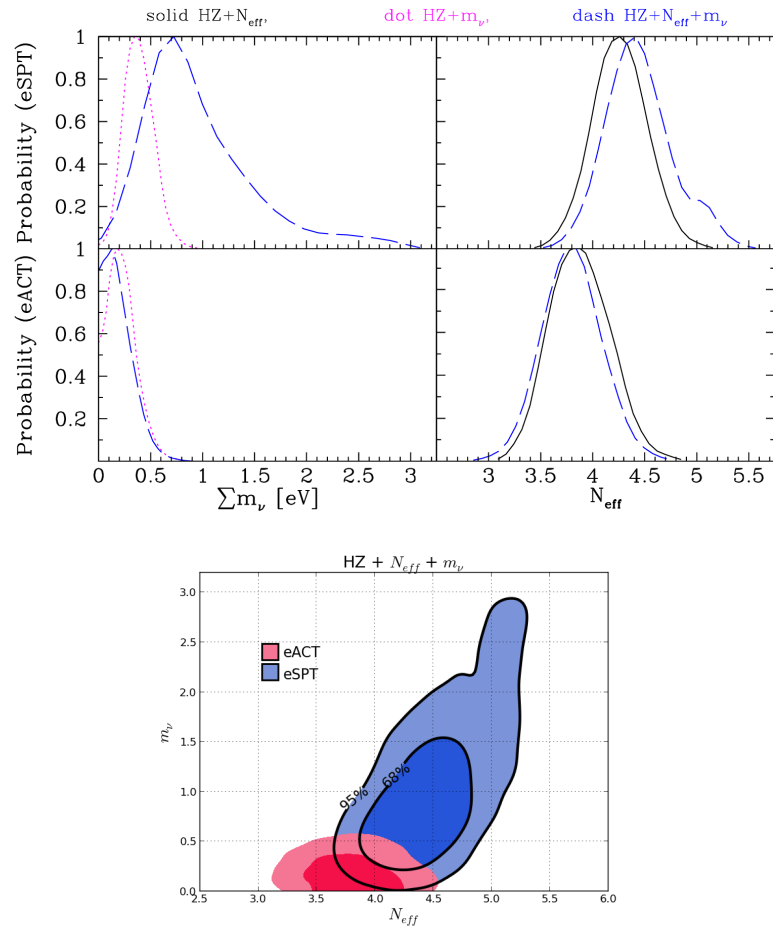 solid HZ+N_eff, dot HZ+m_ν, dash HZ+N_eff+m_ν
Probability (eSPT)
1
0.8
0.6
0.4
0.2
Probability (eACT)
1
0.8
0.6
0.4
0.2
0 0.5 1 1.5 2 2.5 3
∑m_ν [eV]
3 3.5 4 4.5 5 5.5
N_eff
HZ + N_eff + m_ν
m_ν
3.0
2.5
2.0
1.5
1.0
0.5
0.0
eACT
eSPT
95%
68%
2.5 3.0 3.5 4.0 4.5 5.0 5.5 6.0
N_eff